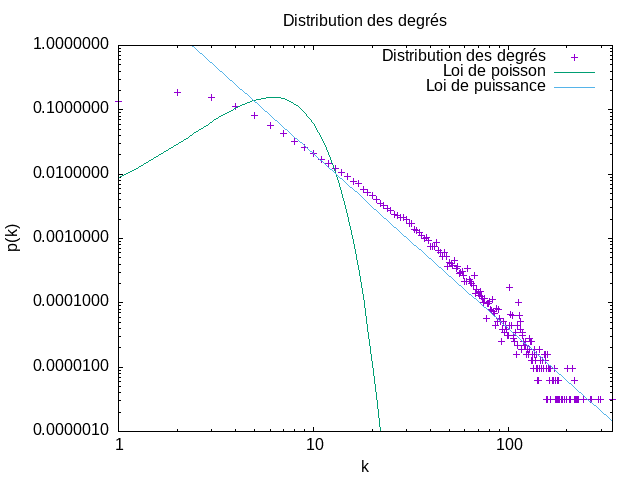 Distribution des degrés
1.0000000
0.1000000
0.0100000
0.0010000
0.0001000
0.0000100
0.0000010
p(k)
Distribution des degrés
Loi de poisson
Loi de puissance
1
10
100
k